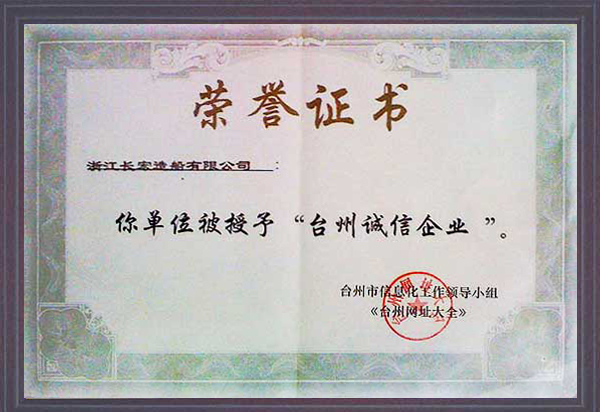 荣誉证书
浙江长宏造船有限公司：
你单位被授予“台州诚信企业”。
台州市信息化工作领导小组
《台州网址大全》